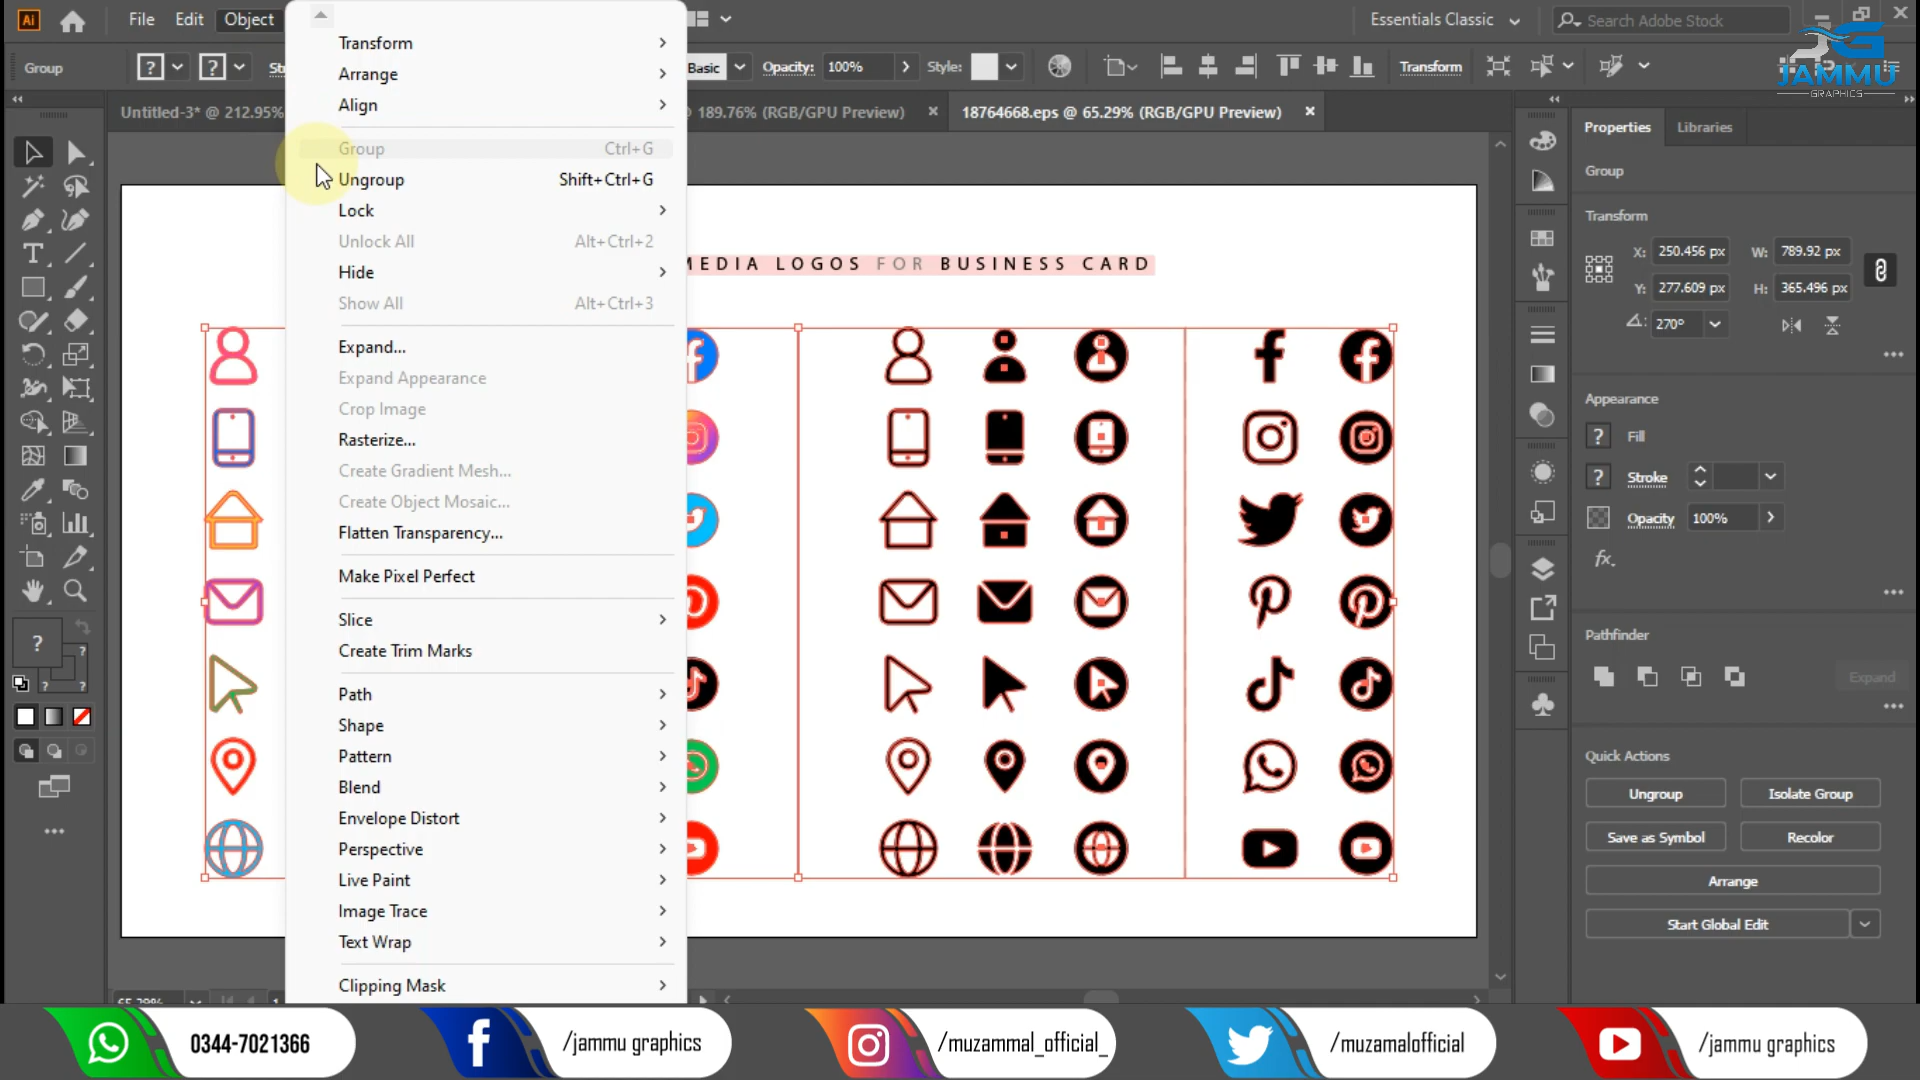 Ai File Edit Object Essentials Classic Search Adobe Stock
Group Basic Opacity: 100% Style: Transform
JAMMU
GRAPHICS
Untitled-3* @ 212.95% 189.76% (RGB/GPU Preview) × 18764668.eps @ 65.29% (RGB/GPU Preview) ×
Transform
Arrange
Align
Group Ctrl+G
Ungroup Shift+Ctrl+G
Lock
Unlock All Alt+Ctrl+2
Hide
Show All Alt+Ctrl+3
Expand...
Expand Appearance
Crop Image
Rasterize...
Create Gradient Mesh...
Create Object Mosaic...
Flatten Transparency...
Make Pixel Perfect
Slice
Create Trim Marks
Path
Shape
Pattern
Blend
Envelope Distort
Perspective
Live Paint
Image Trace
Text Wrap
Clipping Mask
LOGOS FOR BUSINESS CARD
Properties Libraries
Group
Transform
X: 250.456 px W: 789.92 px
Y: 277.609 px H: 365.496 px
270°
Appearance
? Fill
? Stroke
Opacity 100%
fx.
Pathfinder
Expand
Quick Actions
Ungroup Isolate Group
Save as Symbol Recolor
Arrange
Start Global Edit
0344-7021366
/jammu graphics
/muzammal_official_
/muzamalofficial
/jammu graphics